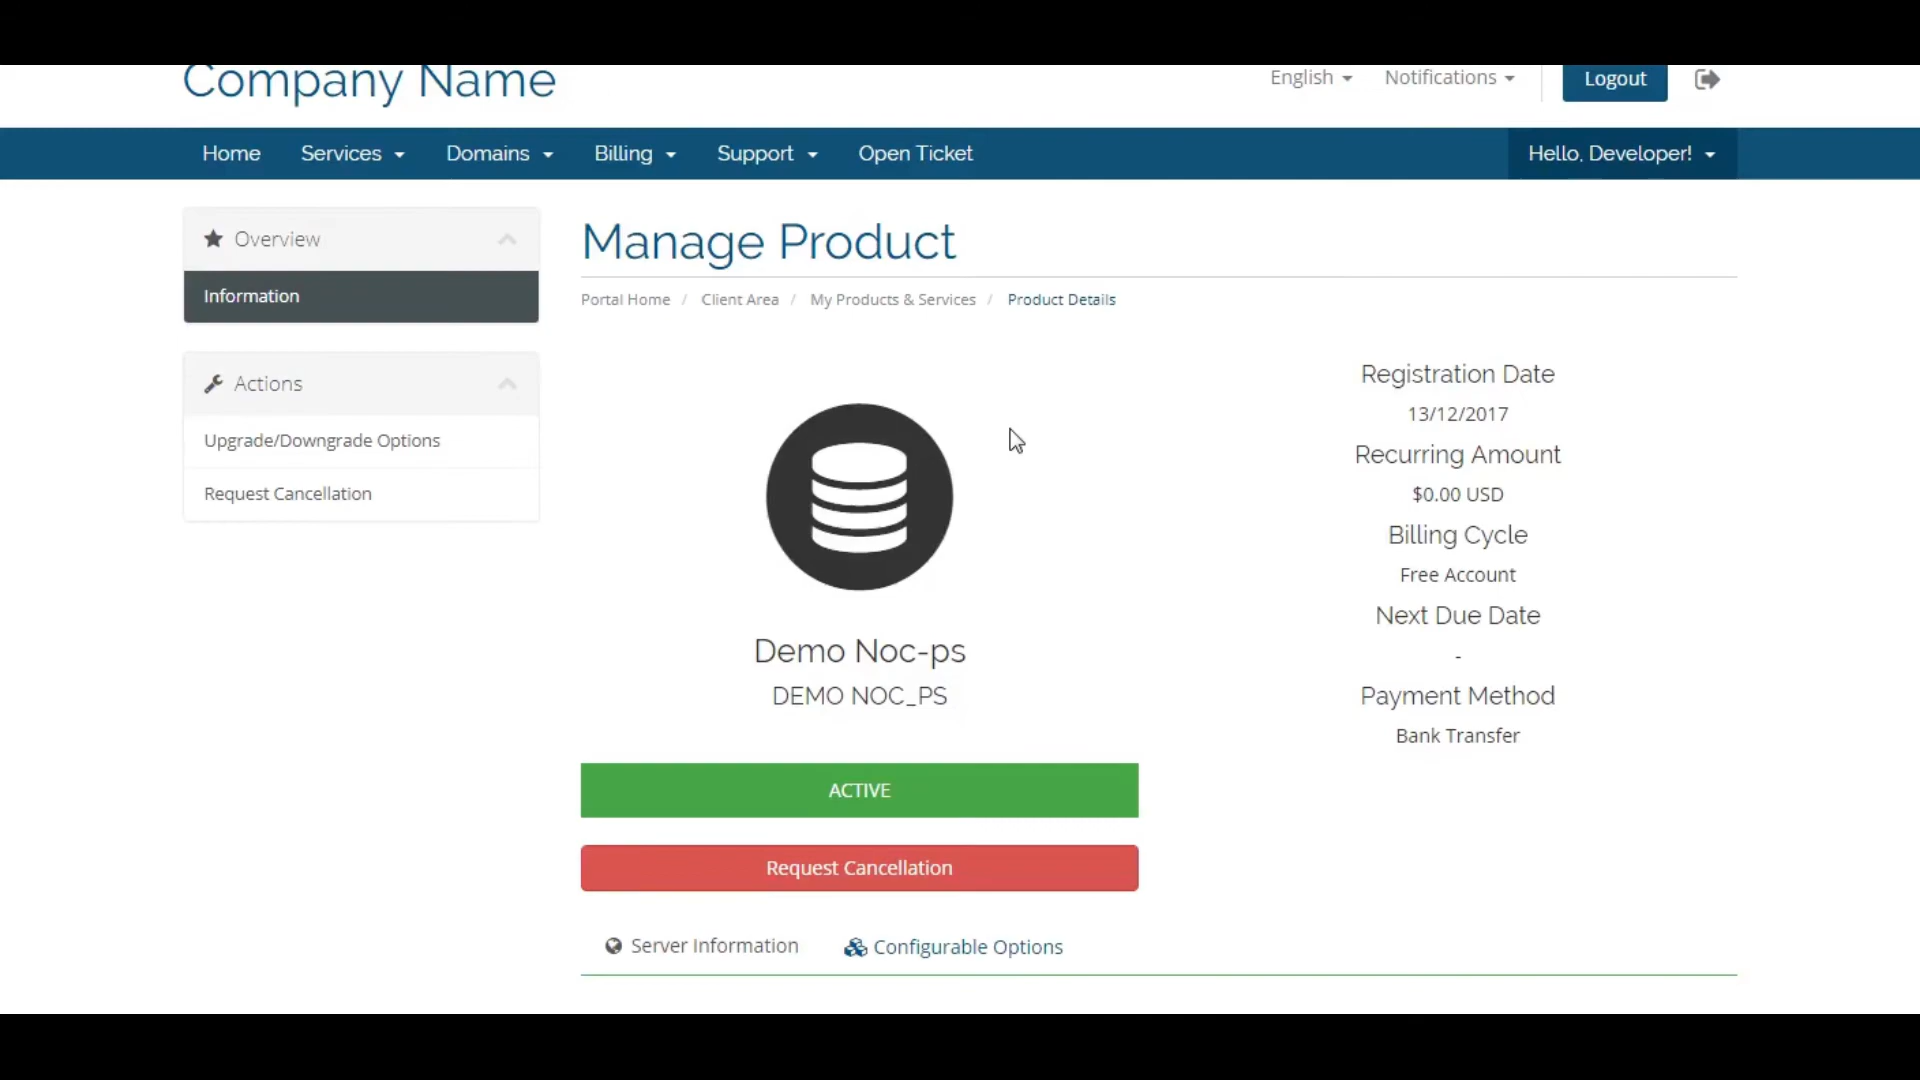 Company Name
English
Notifications
Logout
Home
Services
Domains
Billing
Support
Open Ticket
Hello, Developer!
Overview
Information
Actions
Upgrade/Downgrade Options
Request Cancellation
Manage Product
Portal Home / Client Area / My Products & Services / Product Details
Demo Noc-ps
DEMO NOC_PS
ACTIVE
Request Cancellation
Registration Date
13/12/2017
Recurring Amount
$0.00 USD
Billing Cycle
Free Account
Next Due Date
-
Payment Method
Bank Transfer
Server Information
Configurable Options